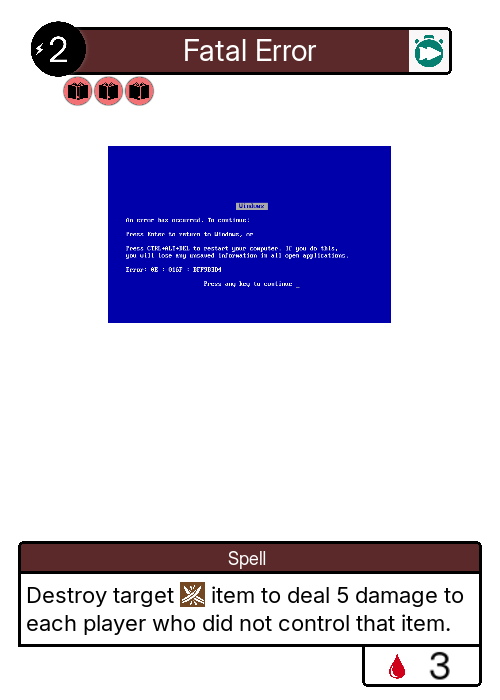 2
Fatal Error
Windows
An error has occurred. To continue:
Press Enter to return to Windows, or
Press CTRL+ALT+DEL to restart your computer. If you do this,
you will lose any unsaved information in all open applications.
Error: 0E : 016F : BFF9B3D4
Press any key to continue _
Spell
Destroy target item to deal 5 damage to
each player who did not control that item.
3